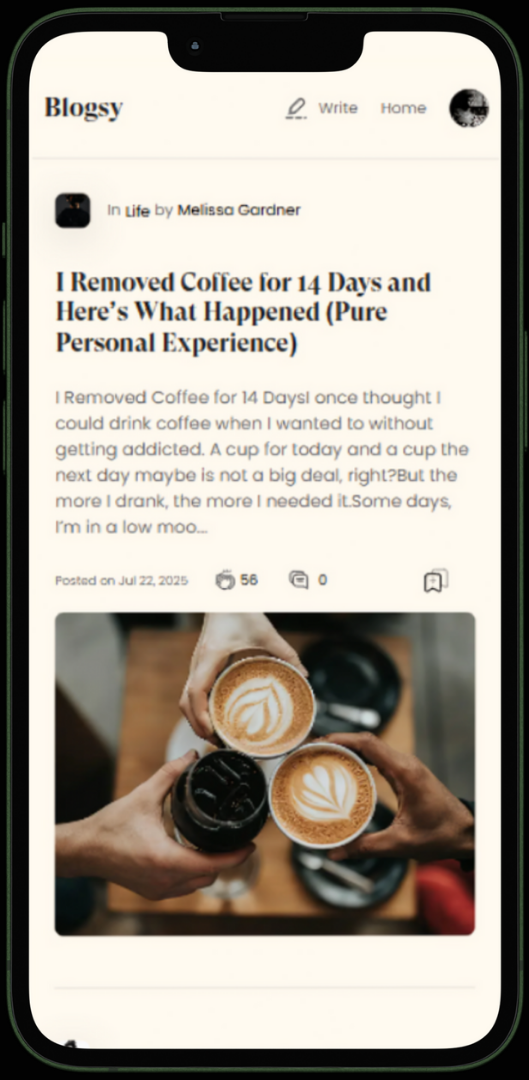 Blogsy
Write Home
In Life by Melissa Gardner
I Removed Coffee for 14 Days and
Here's What Happened (Pure
Personal Experience)
I Removed Coffee for 14 DaysI once thought I
could drink coffee when I wanted to without
getting addicted. A cup for today and a cup the
next day maybe is not a big deal, right?But the
more I drank, the more I needed it.Some days,
I'm in a low moo...
Posted on Jul 22, 2025 56 0